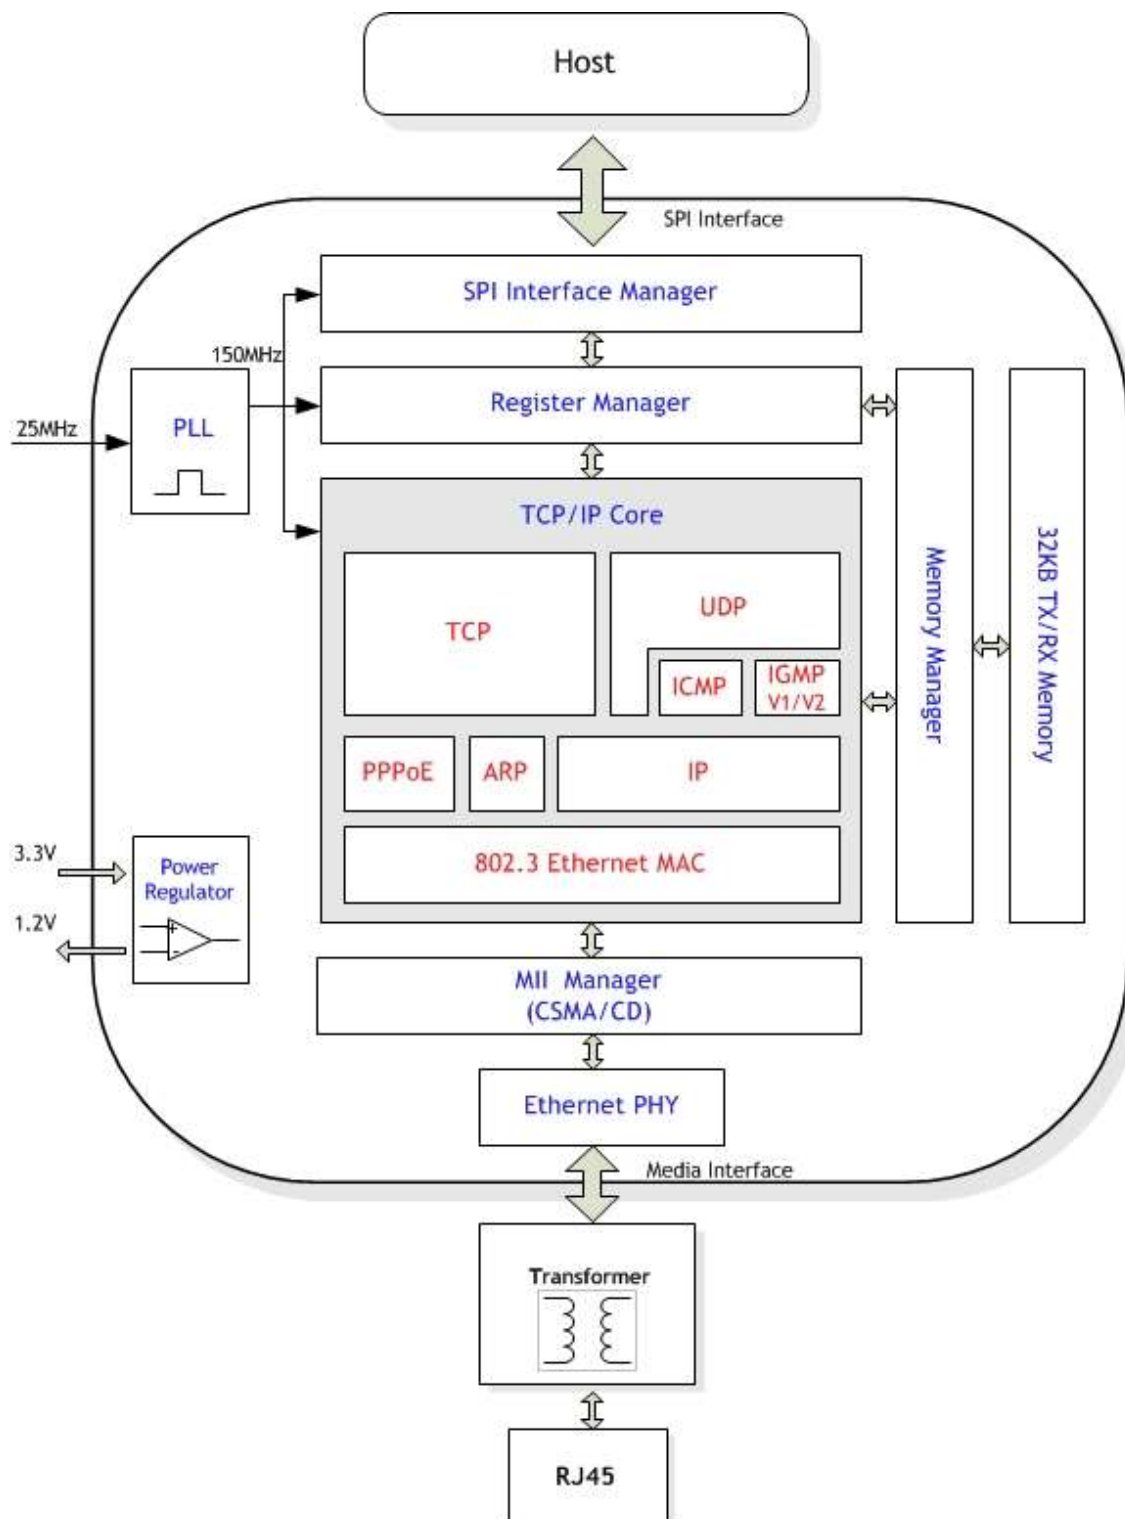 Host
SPI Interface
SPI Interface Manager
150MHz
Register Manager
25MHz
PLL
TCP/IP Core
TCP
UDP
ICMP
IGMP
V1/V2
PPPoE
ARP
IP
802.3 Ethernet MAC
Memory Manager
32KB TX/RX Memory
3.3V
1.2V
Power
Regulator
+
-
MII Manager
(CSMA/CD)
Ethernet PHY
Media Interface
Transformer
RJ45